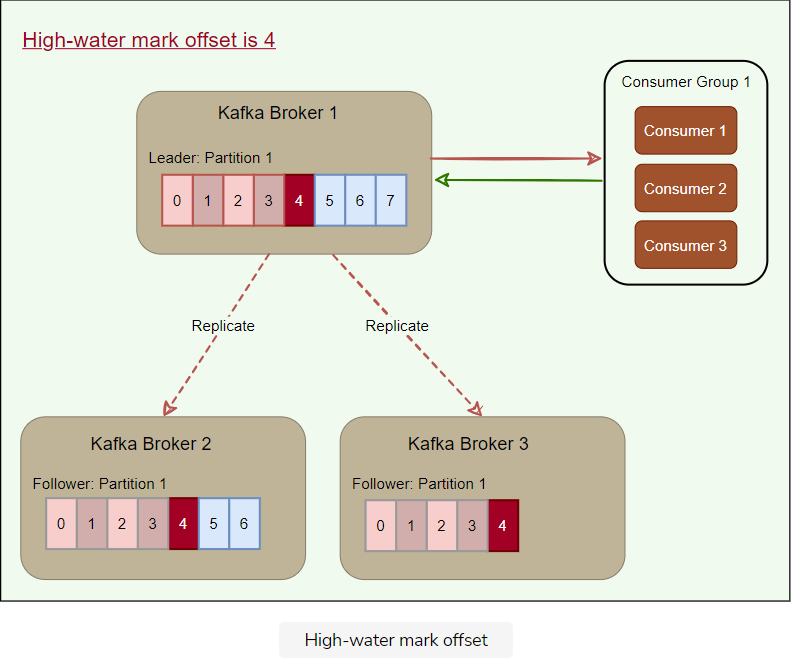 High-water mark offset is 4
Kafka Broker 1
Leader: Partition 1
0 1 2 3 4 5 6 7
Consumer Group 1
Consumer 1
Consumer 2
Consumer 3
Replicate
Replicate
Kafka Broker 2
Follower: Partition 1
0 1 2 3 4 5 6
Kafka Broker 3
Follower: Partition 1
0 1 2 3 4
High-water mark offset